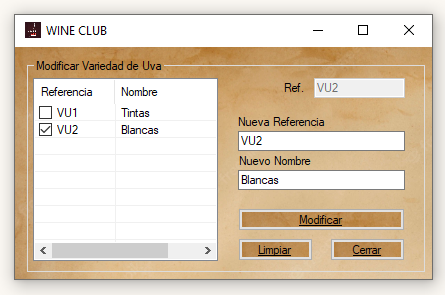 WINE CLUB
Modificar Variedad de Uva
Referencia Nombre
VU1 Tintas
VU2 Blancas
Ref. VU2
Nueva Referencia
VU2
Nuevo Nombre
Blancas
Modificar
Limpiar Cerrar